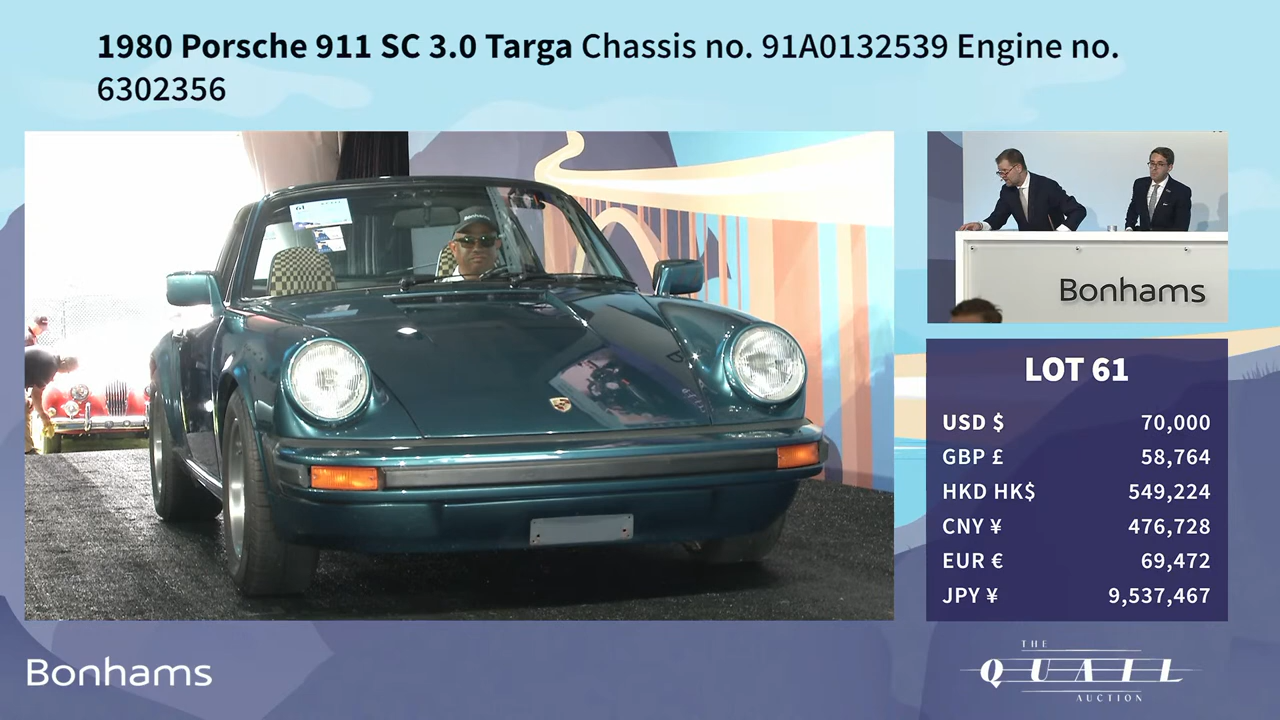 1980 Porsche 911 SC 3.0 Targa Chassis no. 91A0132539 Engine no.
6302356
61
Bonhams
LOT 61
USD $ 70,000
GBP £ 58,764
HKD HK$ 549,224
CNY ¥ 476,728
EUR € 69,472
JPY ¥ 9,537,467
Bonhams
THE
QUAIL
AUCTION